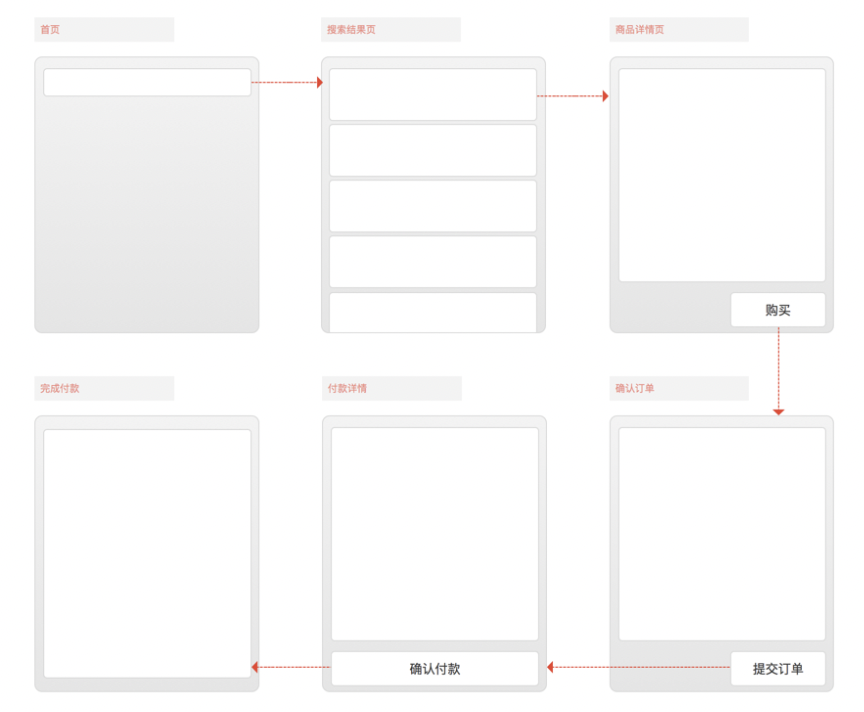 首页
搜索结果页
商品详情页
购买
完成付款
付款详情
确认订单
确认付款
提交订单